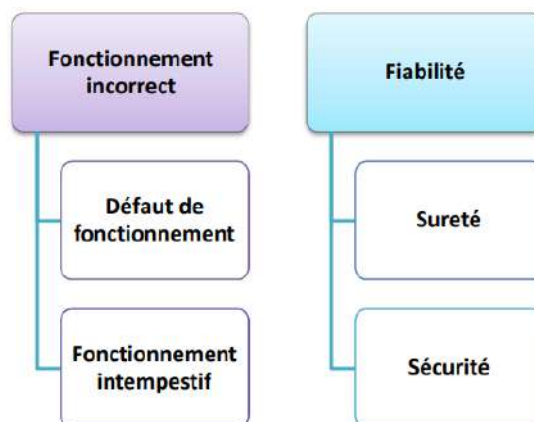 Fonctionnement
incorrect
Défaut de
fonctionnement
Fonctionnement
intempestif
Fiabilité
Sureté
Sécurité